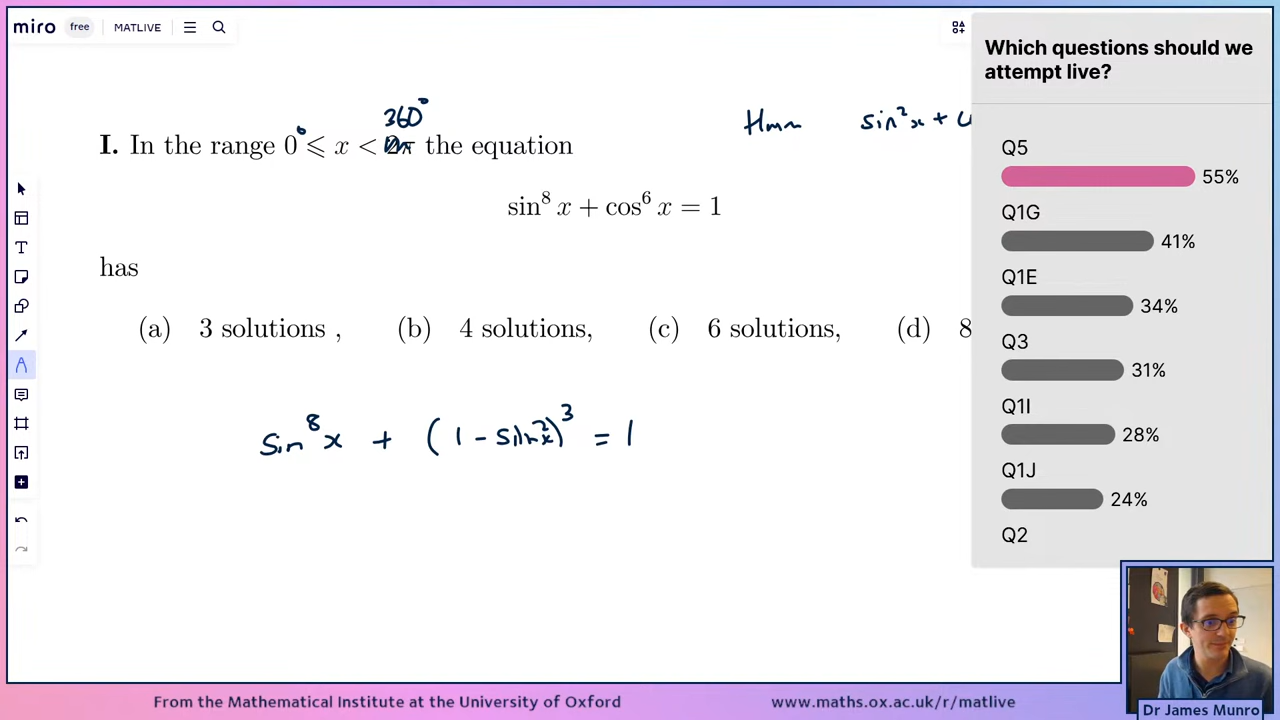 miro free MATLIVE
Which questions should we
attempt live?
360°
Hmm sin²x +
I. In the range 0° ⩽ x < 2π the equation
sin⁸ x + cos⁶ x = 1
has
(a) 3 solutions , (b) 4 solutions, (c) 6 solutions, (d) 8
sin⁸x + (1 - sin²x)³ = 1
Q5
55%
Q1G
41%
Q1E
34%
Q3
31%
Q1I
28%
Q1J
24%
Q2
From the Mathematical Institute at the University of Oxford www.maths.ox.ac.uk/r/matlive
Dr James Munro